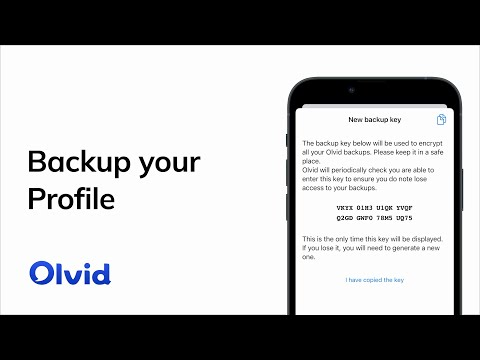 Backup your
Profile
Olvid
New backup key
The backup key below will be used to encrypt
all your Olvid backups. Please keep it in a safe
place.
Olvid will periodically check you are able to
enter this key to ensure you do note lose
access to your backups.
VKYX 01H3 U1QK YVQF
Q2GD GNFO 78M5 UQ75
This is the only time this key will be displayed.
If you lose it, you will need to generate a new
one.
I have copied the key